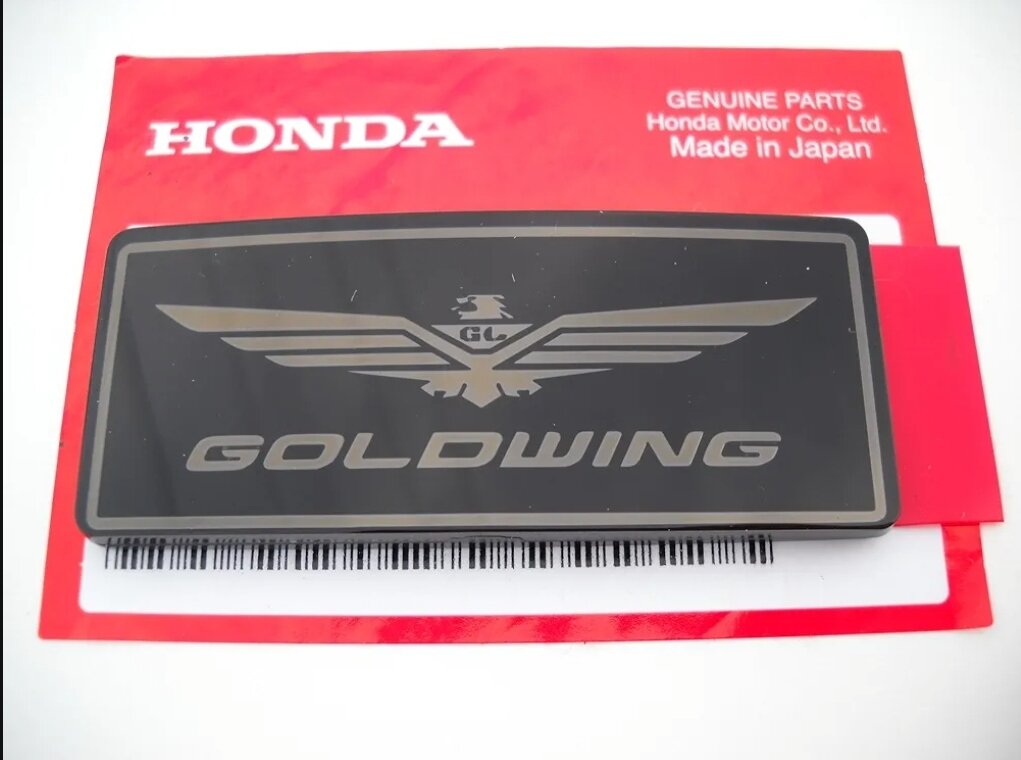 HONDA
GENUINE PARTS
Honda Motor Co., Ltd.
Made in Japan
GL
GOLDWING